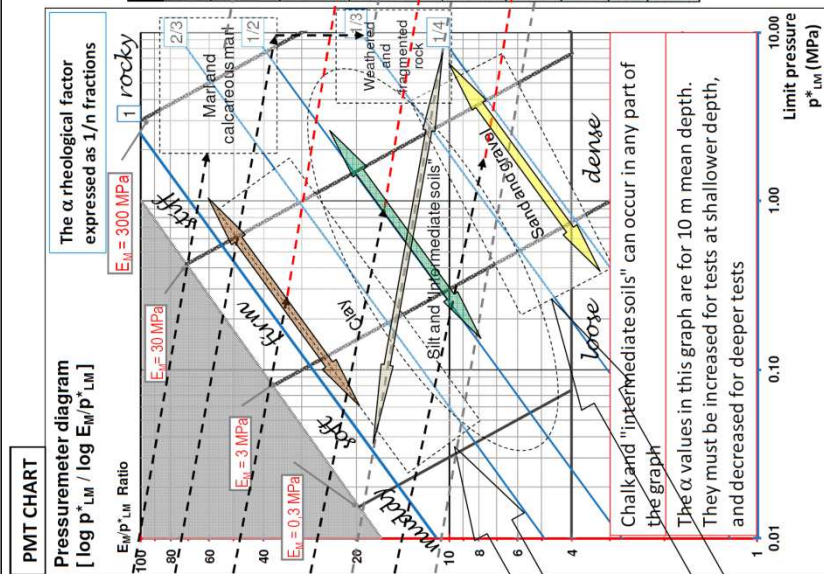 PMT CHART
Pressuremeter diagram
[ log p*LM / log EM/p*LM ]
The α rheological factor
expressed as 1/n fractions
EM/p*LM Ratio
EM = 0,3 MPa
EM = 3 MPa
EM = 30 MPa
EM = 300 MPa
1
rocky
2/3
1/2
1/3
1/4
100
80
60
40
20
10
8
6
4
muddy
soft
firm
stiff
Marl and
calcareous marl
Weathered
and
fragmented
rock
Clay
Silt and "Intermediate soils"
Sand and gravel
loose
dense
Chalk and "Intermediate soils" can occur in any part of
the graph
The α values in this graph are for 10 m mean depth.
They must be increased for tests at shallower depth,
and decreased for deeper tests
0.01
0.10
1.00
10.00
Limit pressure
p*LM (MPa)